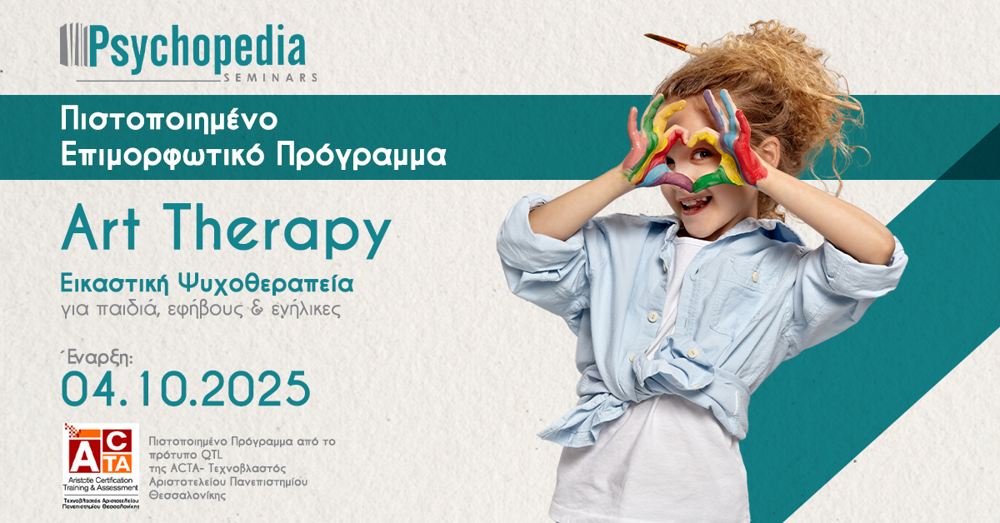 Psychopedia
SEMINARS
Πιστοποιημένο
Επιμορφωτικό Πρόγραμμα
Art Therapy
Εικαστική Ψυχοθεραπεία
για παιδιά, εφήβους & ενήλικες
Έναρξη:
04.10.2025
ACTA
Aristotle Certification
Training & Assessment
Τεχνοβλαστός Αριστοτελείου
Πανεπιστημίου Θεσσαλονίκης
Πιστοποιημένο Πρόγραμμα από το
πρότυπο QTL
της ACTA- Τεχνοβλαστός
Αριστοτελείου Πανεπιστημίου
Θεσσαλονίκης